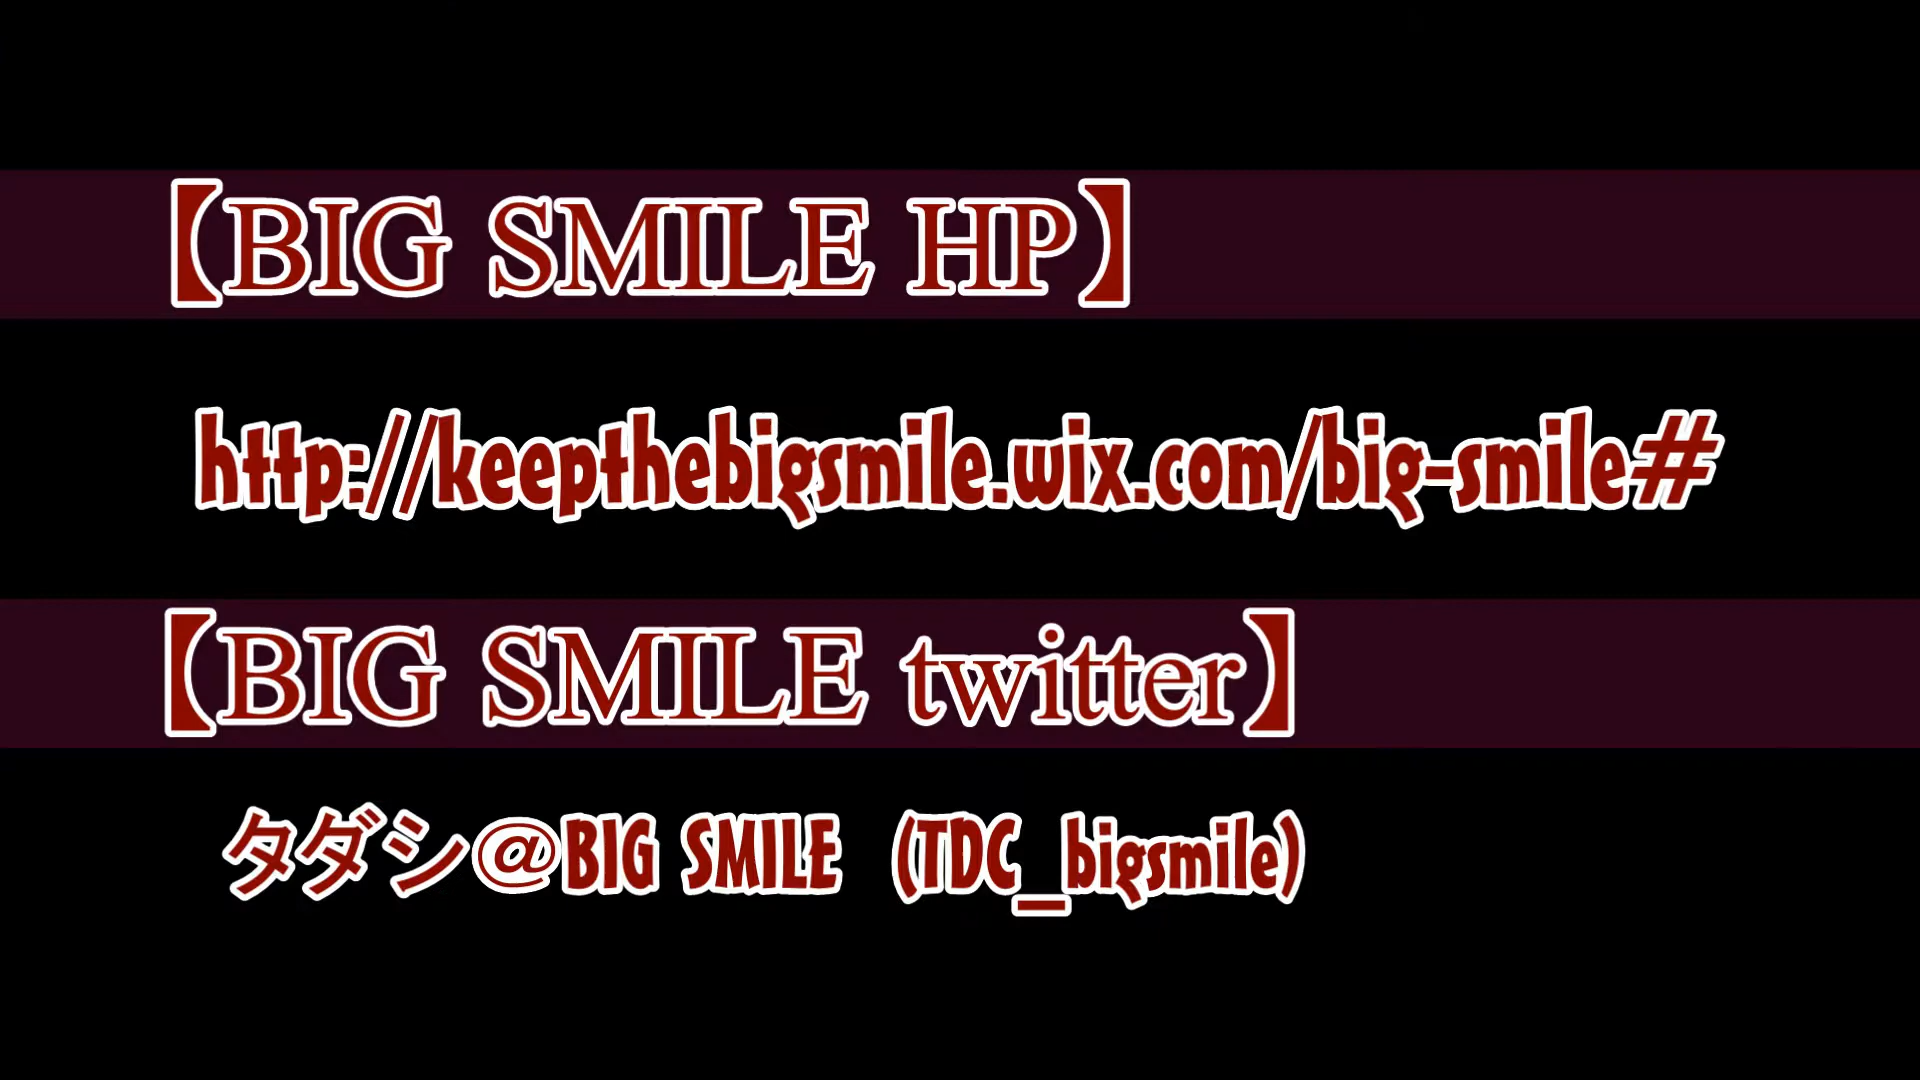 【BIG SMILE HP】
http://keepthebigsmile.wix.com/big-smile#
【BIG SMILE twitter】
タダシ@BIG SMILE (TDC_bigsmile)